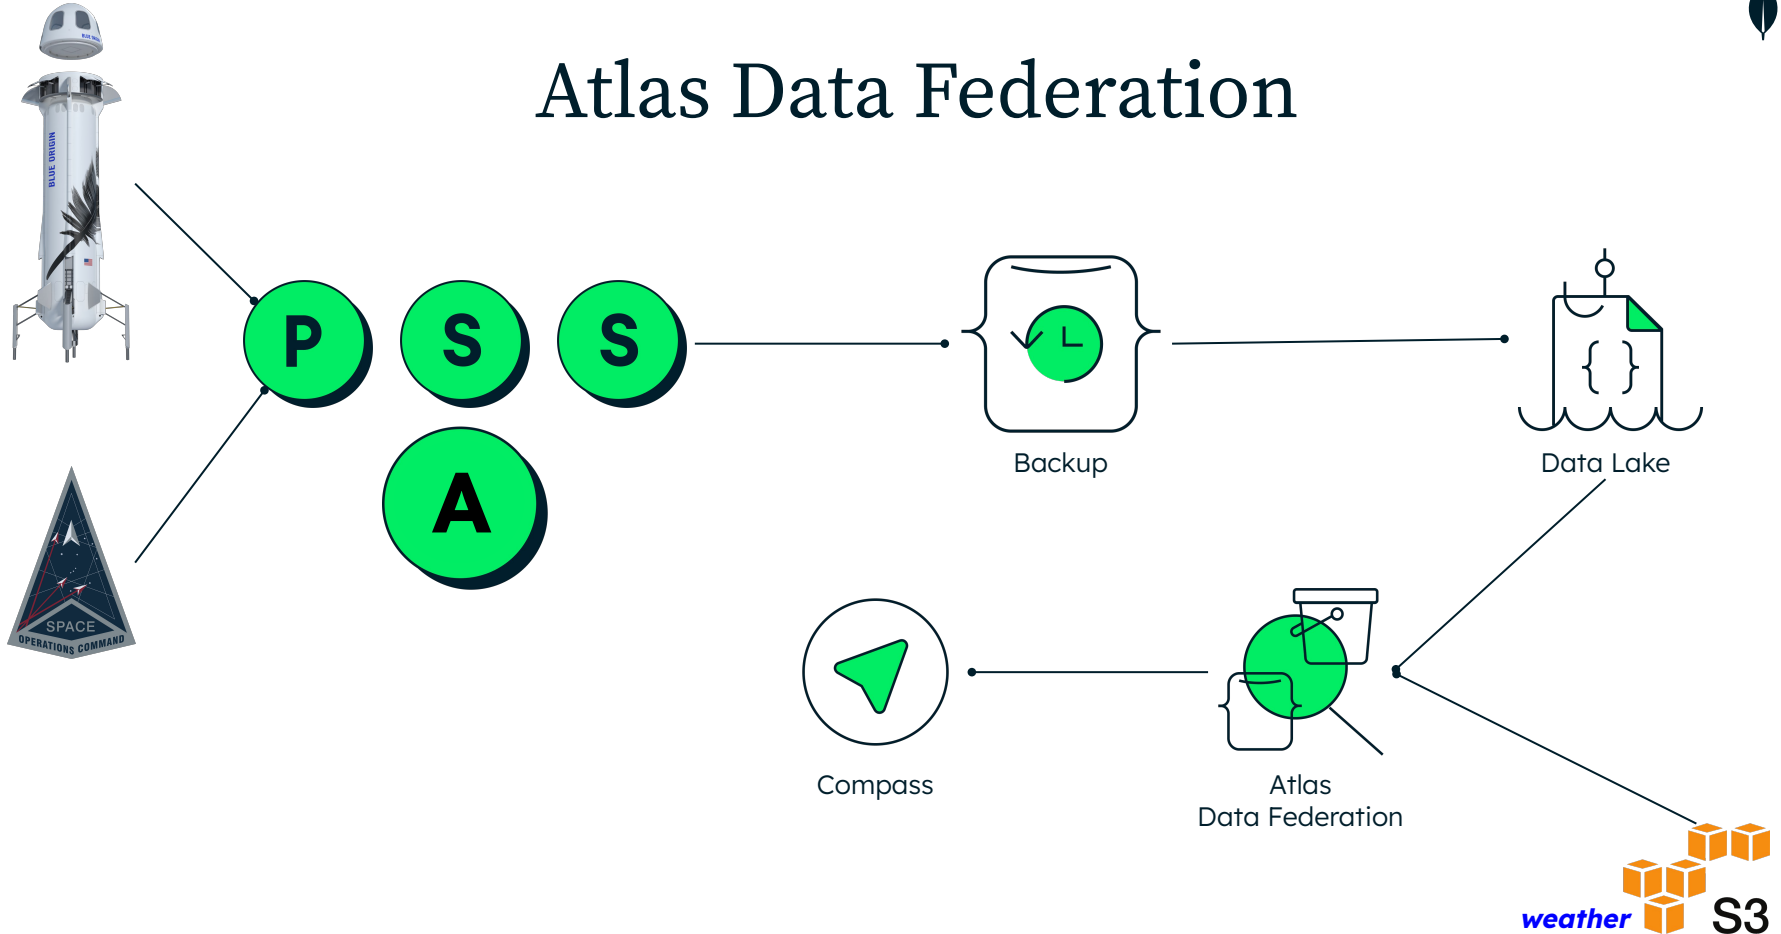 Atlas Data Federation
BLUE ORIGIN
P
S
S
A
{ }
Backup
Data Lake
SPACE
OPERATIONS COMMAND
Compass
Atlas
Data Federation
weather
S3